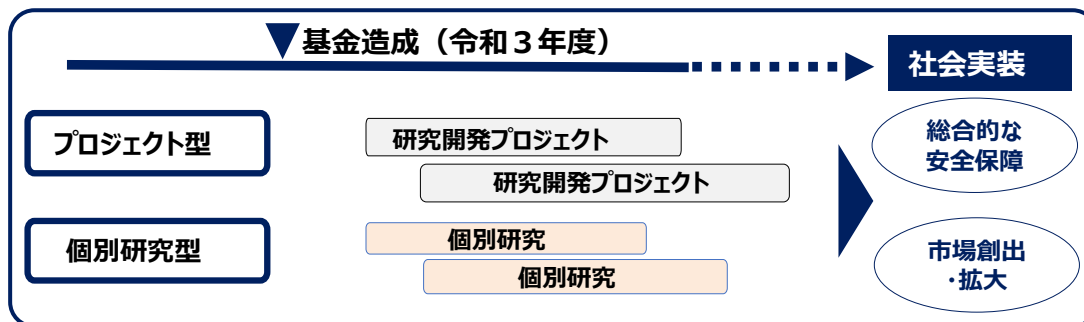 基金造成（令和３年度）
社会実装
プロジェクト型
研究開発プロジェクト
研究開発プロジェクト
総合的な
安全保障
個別研究型
個別研究
個別研究
市場創出
・拡大